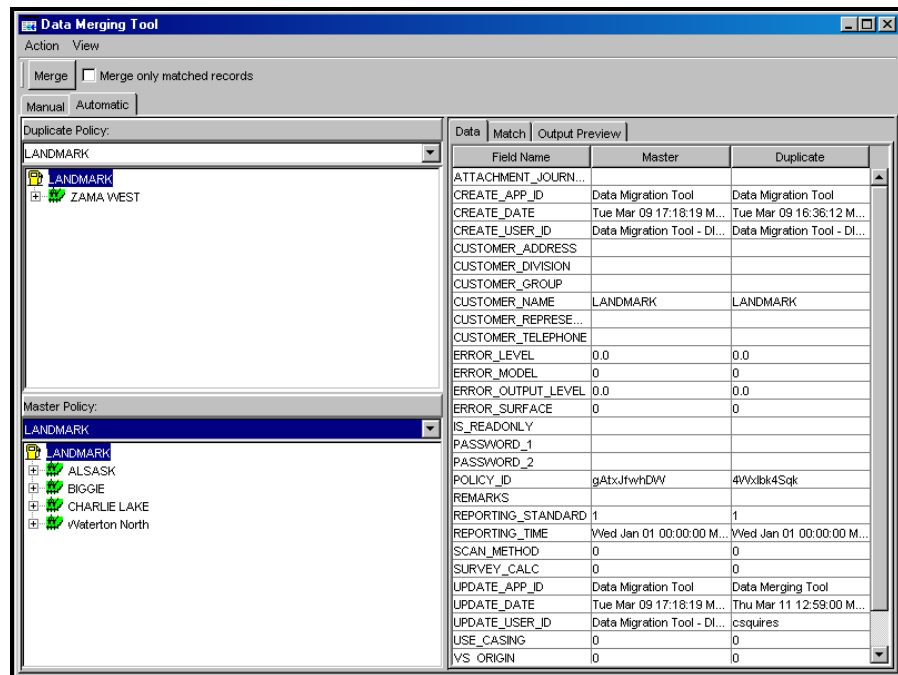 Data Merging Tool
Action View
Merge Merge only matched records
Manual Automatic
Duplicate Policy:
LANDMARK
LANDMARK
ZAMA WEST
Master Policy:
LANDMARK
LANDMARK
ALSASK
BIGGIE
CHARLIE LAKE
Waterton North
Data Match Output Preview
Field Name Master Duplicate
ATTACHMENT_JOURN...
CREATE_APP_ID Data Migration Tool Data Migration Tool
CREATE_DATE Tue Mar 09 17:18:19 M... Tue Mar 09 16:36:12 M...
CREATE_USER_ID Data Migration Tool - DI... Data Migration Tool - DI...
CUSTOMER_ADDRESS
CUSTOMER_DIVISION
CUSTOMER_GROUP
CUSTOMER_NAME LANDMARK LANDMARK
CUSTOMER_REPRESE...
CUSTOMER_TELEPHONE
ERROR_LEVEL 0.0 0.0
ERROR_MODEL 0 0
ERROR_OUTPUT_LEVEL 0.0 0.0
ERROR_SURFACE 0 0
IS_READONLY
PASSWORD_1
PASSWORD_2
POLICY_ID gAtxJfwhDW 4Wxlbk4Sqk
REMARKS
REPORTING_STANDARD 1 1
REPORTING_TIME Wed Jan 01 00:00:00 M... Wed Jan 01 00:00:00 M...
SCAN_METHOD 0 0
SURVEY_CALC 0 0
UPDATE_APP_ID Data Migration Tool Data Merging Tool
UPDATE_DATE Tue Mar 09 17:18:19 M... Thu Mar 11 12:59:00 M...
UPDATE_USER_ID Data Migration Tool - DI... csquires
USE_CASING 0 0
VS_ORIGIN 0 0